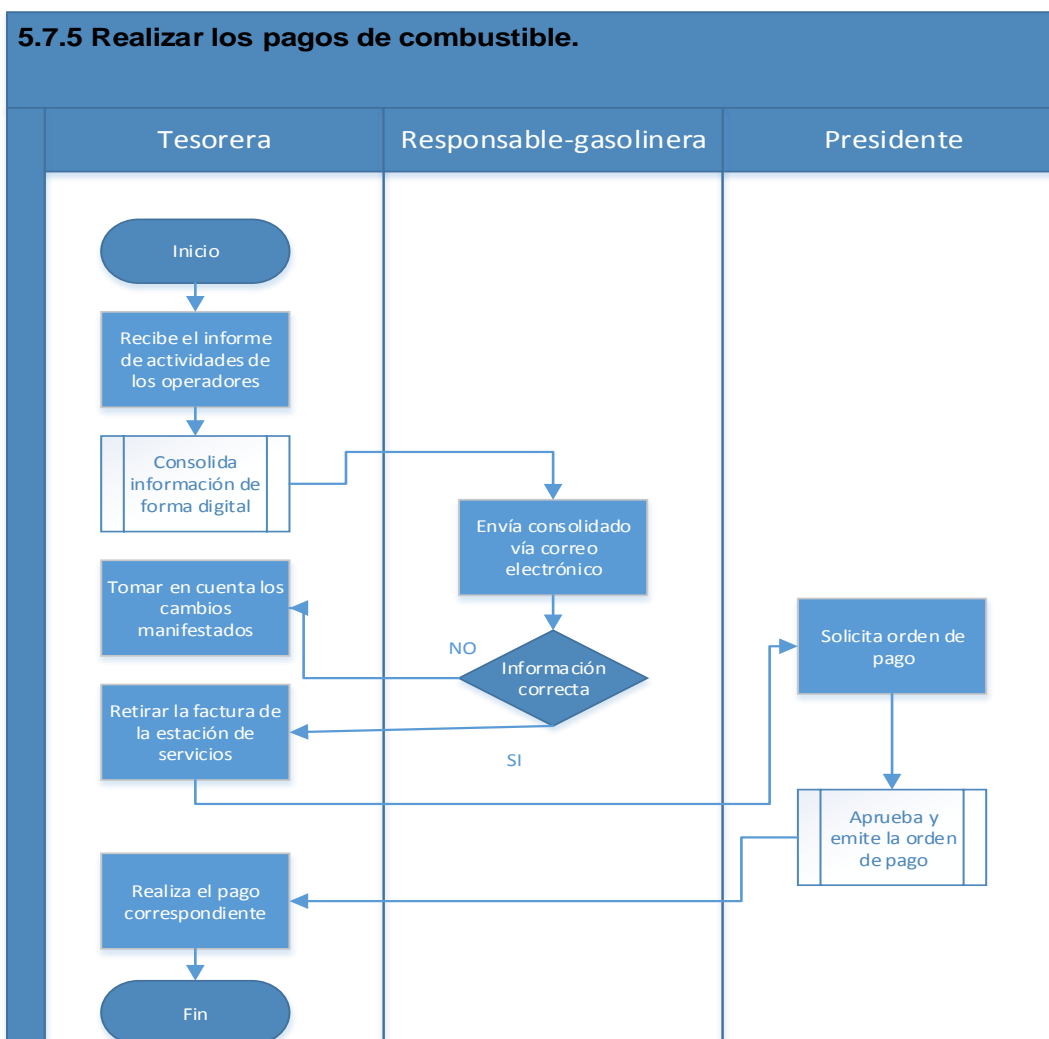 5.7.5 Realizar los pagos de combustible.
Tesorera
Responsable-gasolinera
Presidente
Inicio
Recibe el informe
de actividades de
los operadores
Consolida
información de
forma digital
Envía consolidado
vía correo
electrónico
Tomar en cuenta los
cambios
manifestados
NO
Información
correcta
Solicita orden de
pago
Retirar la factura de
la estación de
servicios
SI
Aprueba y
emite la orden
de pago
Realiza el pago
correspondiente
Fin